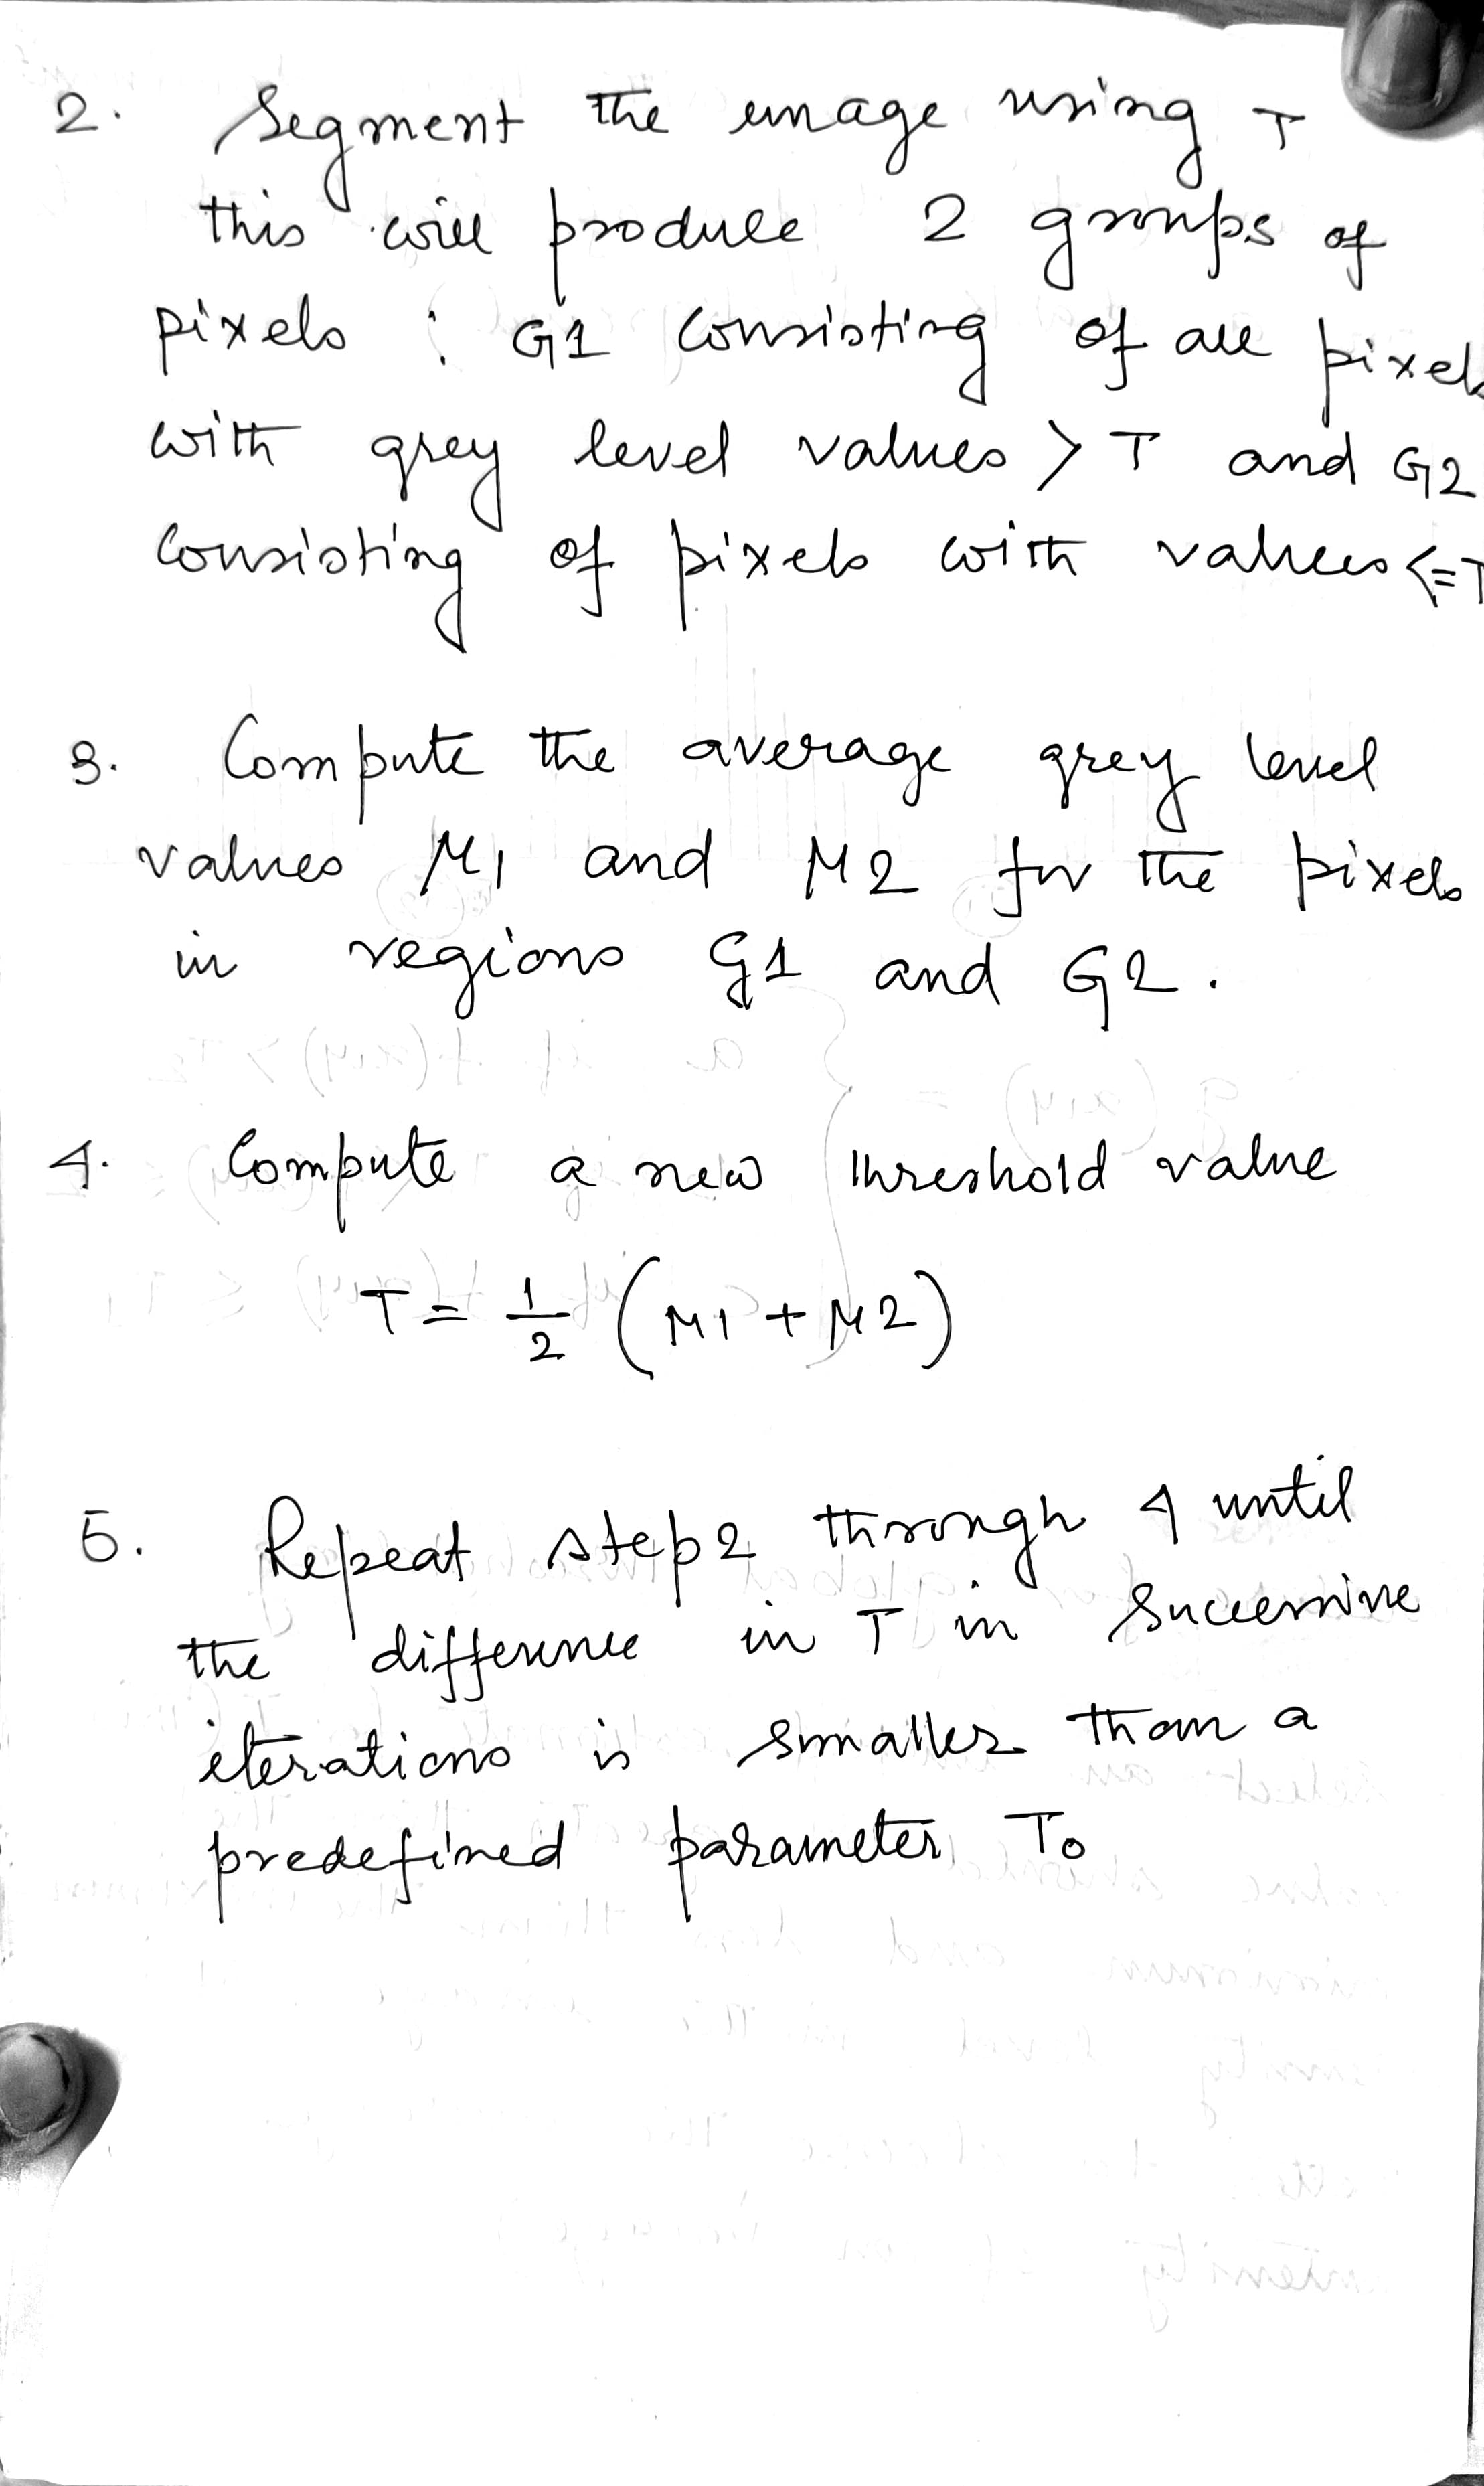 2. Segment the image using T
this will produce 2 groups of
pixels : G1 consisting of all pixels
with grey level values > T and G2
consisting of pixels with values <= T
3. Compute the average grey level
values M1 and M2 for the pixels
in regions G1 and G2.
4. Compute a new threshold value
T = 1/2 (M1 + M2)
5. Repeat step 2 through 4 until
the difference in T in successive
iterations is smaller than a
predefined parameter To